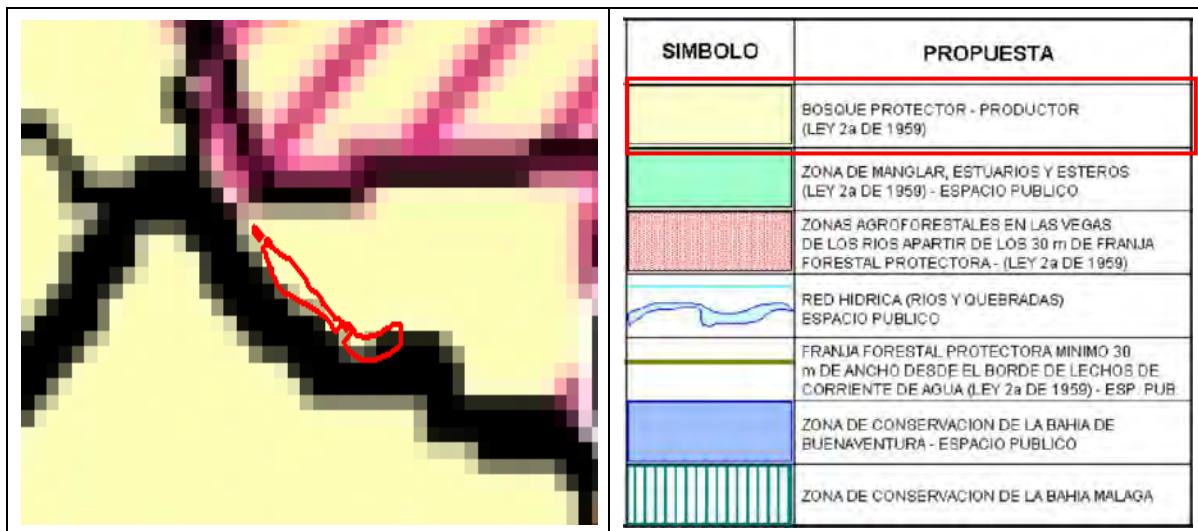 SIMBOLO
PROPUESTA
BOSQUE PROTECTOR - PRODUCTOR
(LEY 2a DE 1959)
ZONA DE MANGLAR, ESTUARIOS Y ESTEROS
(LEY 2a DE 1959) - ESPACIO PUBLICO
ZONAS AGROFORESTALES EN LAS VEGAS
DE LOS RIOS APARTIR DE LOS 30 m DE FRANJA
FORESTAL PROTECTORA - (LEY 2a DE 1959)
RED HIDRICA (RIOS Y QUEBRADAS)
ESPACIO PUBLICO
FRANJA FORESTAL PROTECTORA MINIMO 30
m DE ANCHO DESDE EL BORDE DE LECHOS DE
CORRIENTE DE AGUA (LEY 2a DE 1959) - ESP. PUB.
ZONA DE CONSERVACION DE LA BAHIA DE
BUENAVENTURA - ESPACIO PUBLICO
ZONA DE CONSERVACION DE LA BAHIA MALAGA